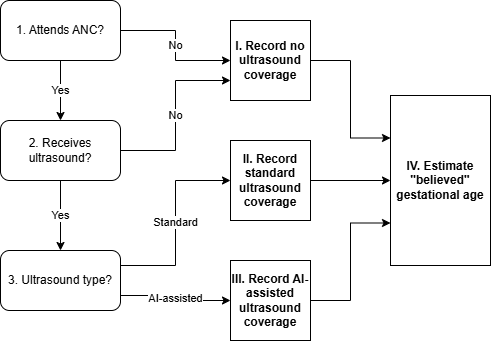 1. Attends ANC?
No
I. Record no
ultrasound
coverage
Yes
No
2. Receives
ultrasound?
II. Record
standard
ultrasound
coverage
IV. Estimate
"believed"
gestational age
Yes
Standard
3. Ultrasound type?
AI-assisted
III. Record AI-
assisted
ultrasound
coverage